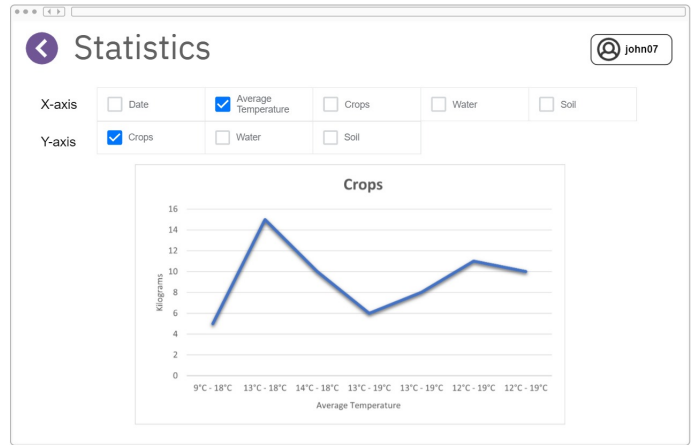 Statistics
john07
X-axis
Date
Average
Temperature
Crops
Water
Soil
Y-axis
Crops
Water
Soil
Crops
16
14
12
10
8
6
4
2
0
Kilograms
9°C - 18°C 13°C - 18°C 14°C - 18°C 13°C - 19°C 13°C - 19°C 12°C - 19°C 12°C - 19°C
Average Temperature